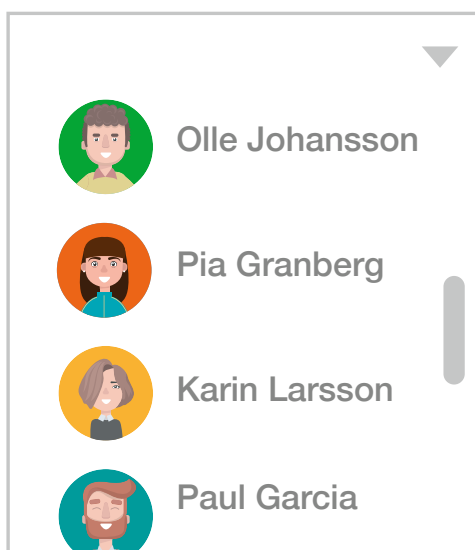 Olle Johansson
Pia Granberg
Karin Larsson
Paul Garcia